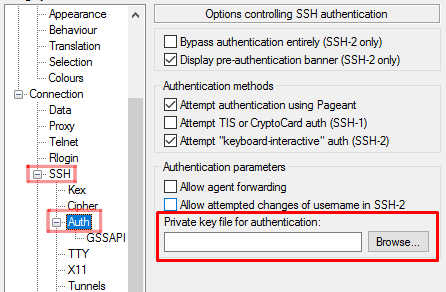 Appearance
Behaviour
Translation
Selection
Colours
Connection
Data
Proxy
Telnet
Rlogin
SSH
Kex
Cipher
Auth
GSSAPI
TTY
X11
Tunnels
Options controlling SSH authentication
Bypass authentication entirely (SSH-2 only)
Display pre-authentication banner (SSH-2 only)
Authentication methods
Attempt authentication using Pageant
Attempt TIS or CryptoCard auth (SSH-1)
Attempt "keyboard-interactive" auth (SSH-2)
Authentication parameters
Allow agent forwarding
Allow attempted changes of username in SSH-2
Private key file for authentication:
Browse...